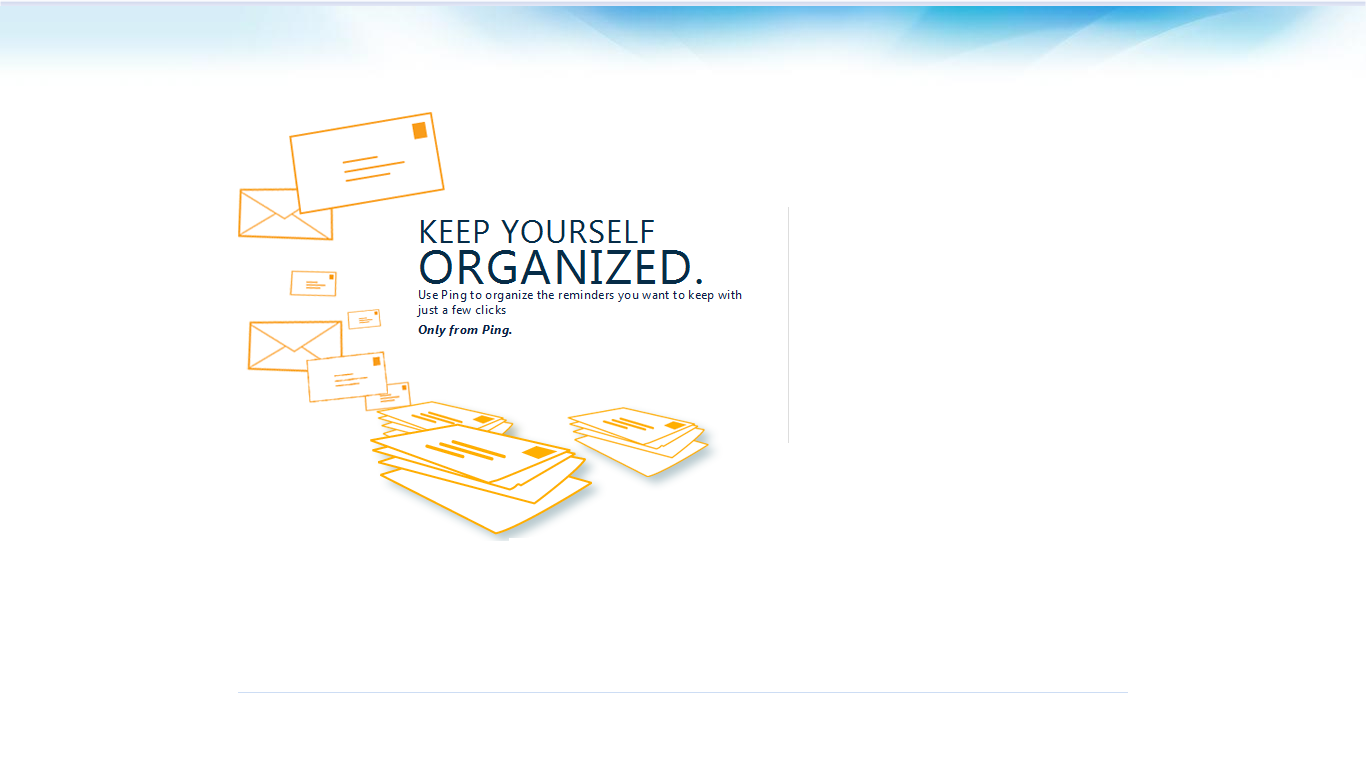 KEEP YOURSELF
ORGANIZED.
Use Ping to organize the reminders you want to keep with
just a few clicks
Only from Ping.